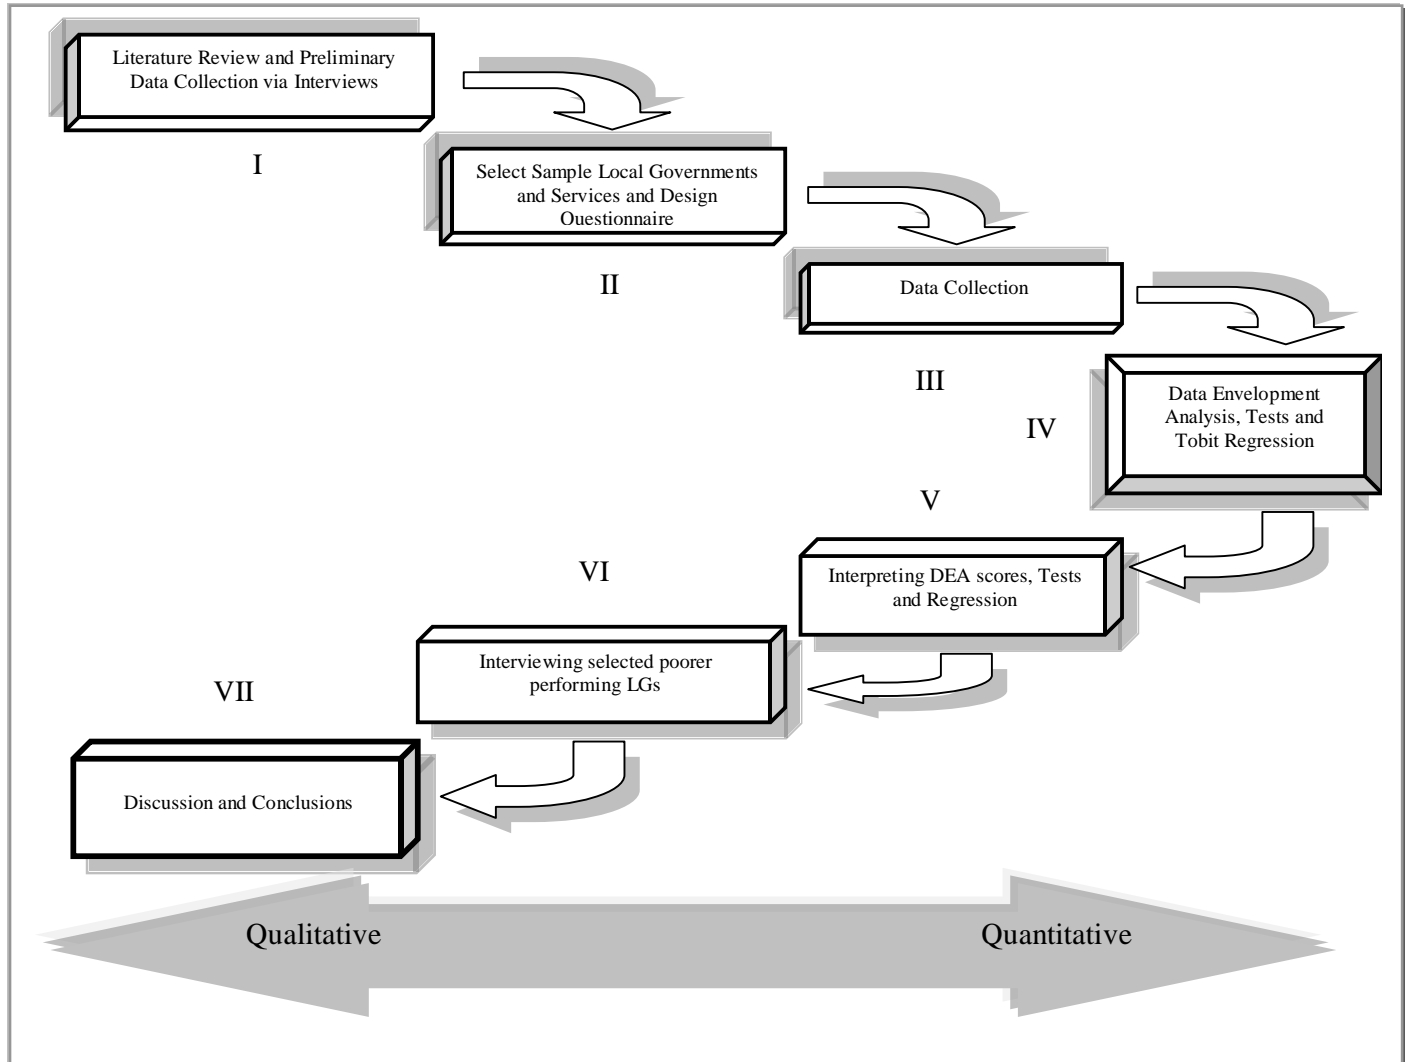 Literature Review and Preliminary
Data Collection via Interviews
I
Select Sample Local Governments
and Services and Design
Ouestionnaire
II
Data Collection
III
Data Envelopment
Analysis, Tests and
Tobit Regression
IV
V
Interpreting DEA scores, Tests
and Regression
VI
Interviewing selected poorer
performing LGs
VII
Discussion and Conclusions
Qualitative
Quantitative